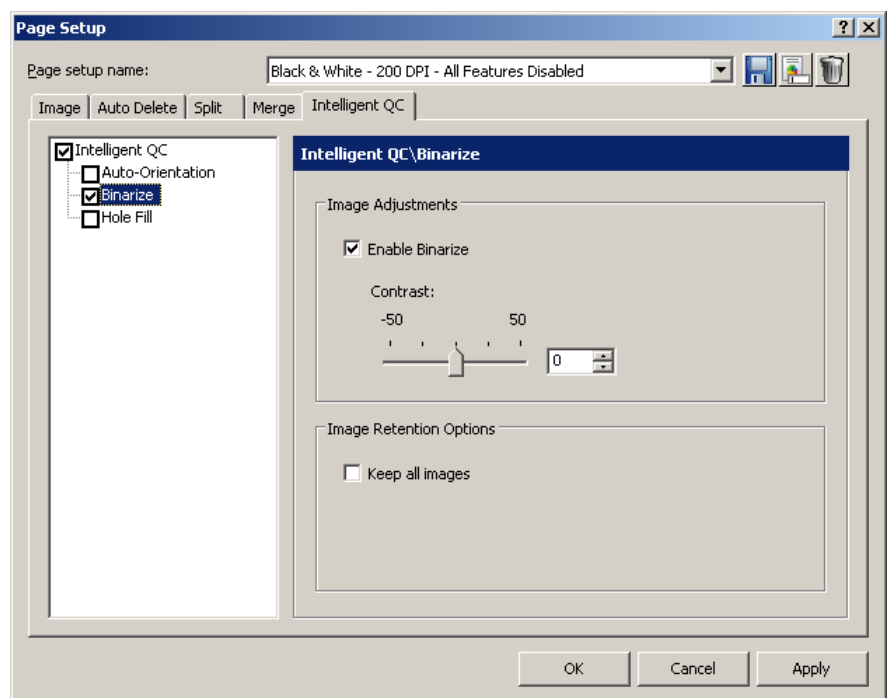 Page Setup
Page setup name: Black & White - 200 DPI - All Features Disabled
Image Auto Delete Split Merge Intelligent QC
Intelligent QC
Auto-Orientation
Binarize
Hole Fill
Intelligent QC\Binarize
Image Adjustments
Enable Binarize
Contrast:
-50 50
0
Image Retention Options
Keep all images
OK Cancel Apply